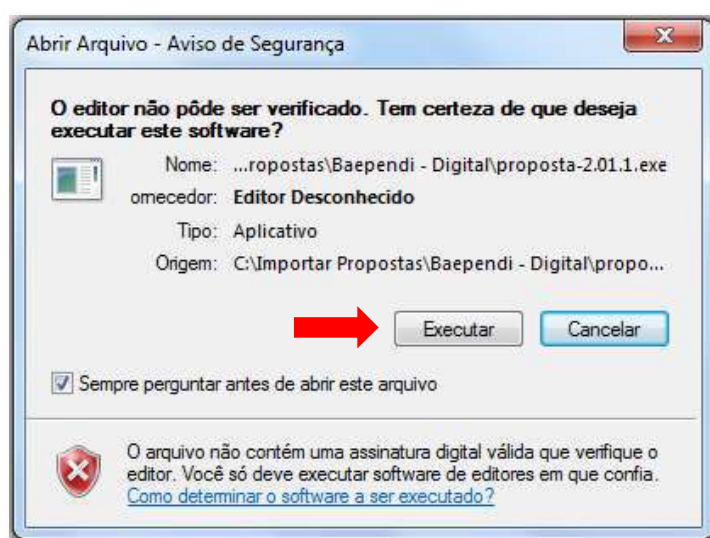 Abrir Arquivo - Aviso de Segurança
O editor não pôde ser verificado. Tem certeza de que deseja
executar este software?
Nome: ...ropostas\Baependi - Digital\proposta-2.01.1.exe
ornecedor: Editor Desconhecido
Tipo: Aplicativo
Origem: C:\Importar Propostas\Baependi - Digital\propo...
Executar Cancelar
Sempre perguntar antes de abrir este arquivo
O arquivo não contém uma assinatura digital válida que verifique o
editor. Você só deve executar software de editores em que confia.
Como determinar o software a ser executado?